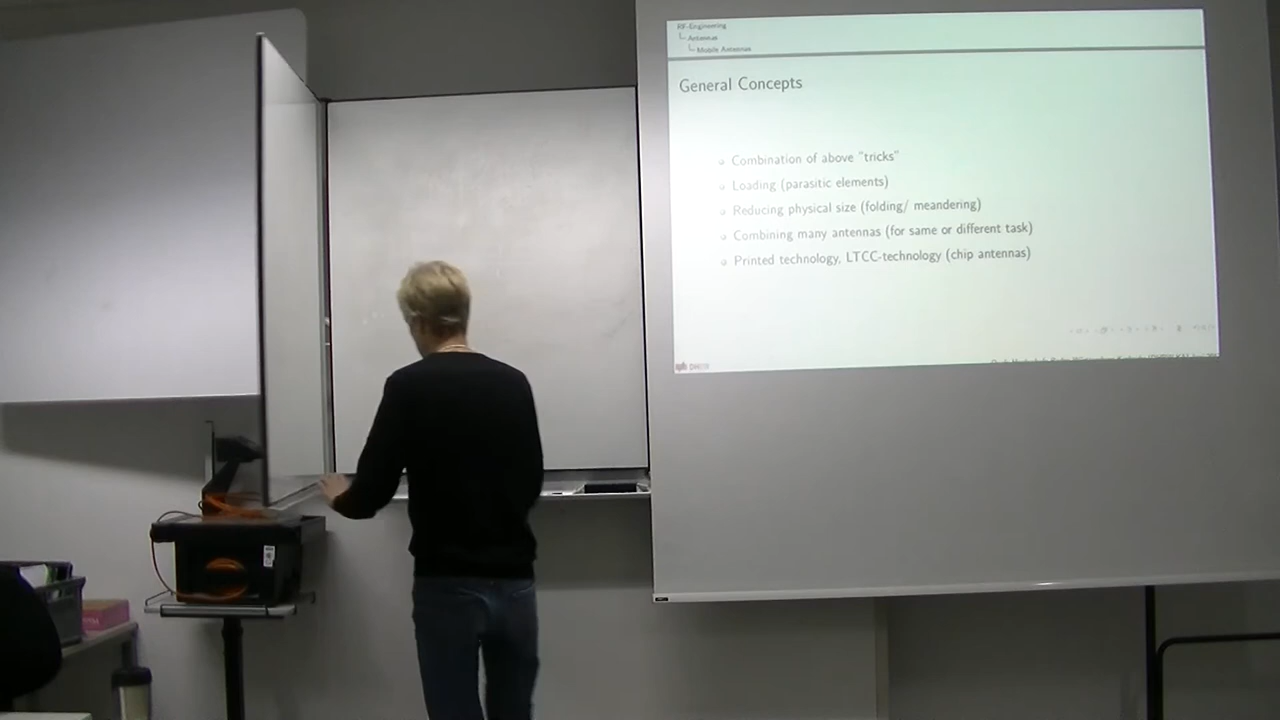 RF-Engineering
Antennas
Mobile Antennas
General Concepts
Combination of above "tricks"
Loading (parasitic elements)
Reducing physical size (folding/ meandering)
Combining many antennas (for same or different task)
Printed technology, LTCC-technology (chip antennas)